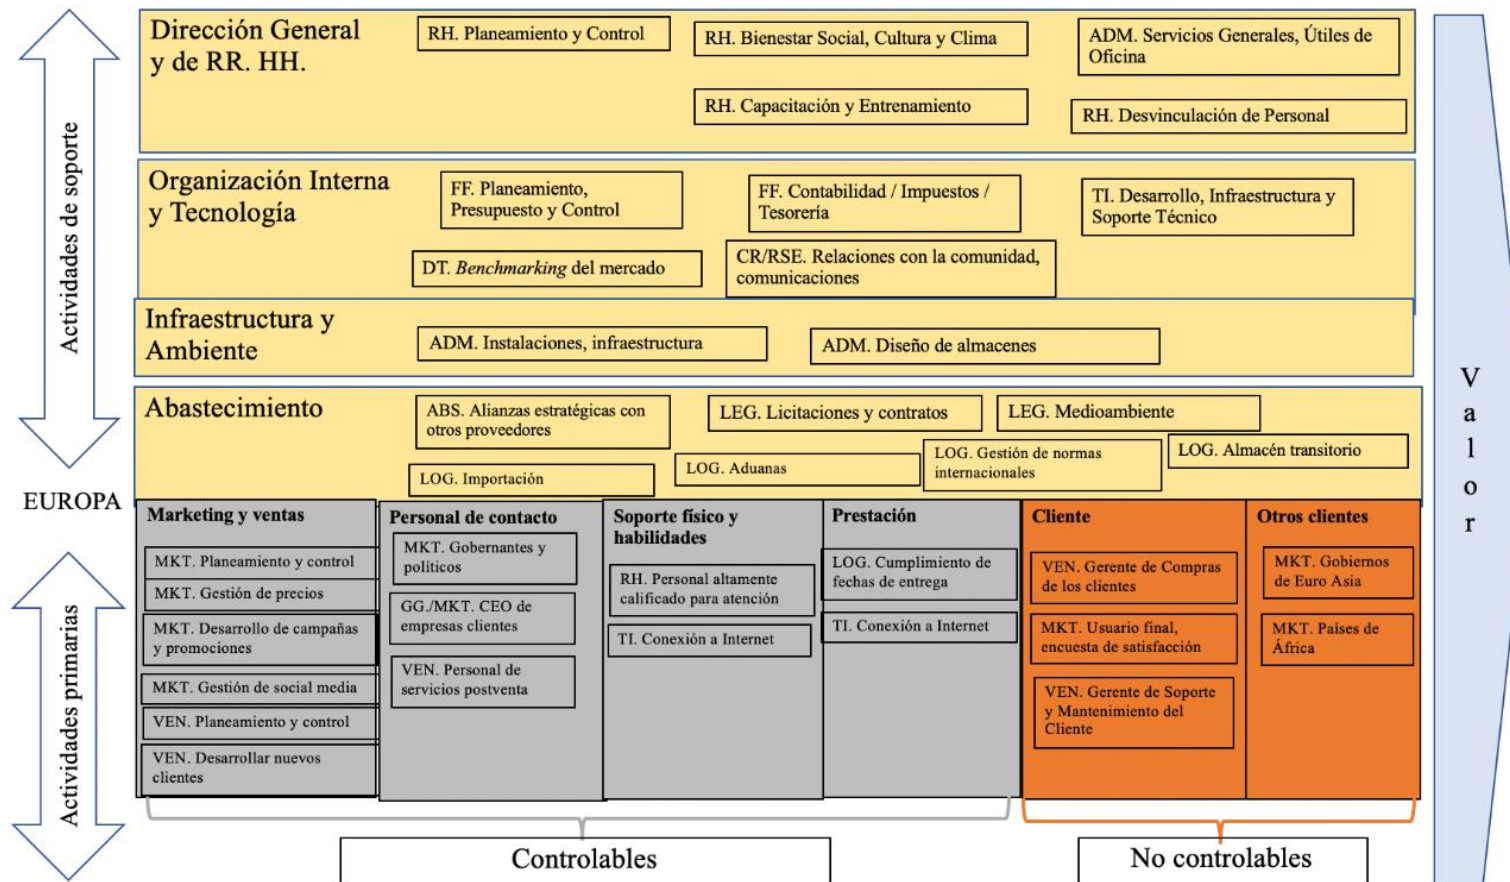 Dirección General
y de RR. HH.
RH. Planeamiento y Control
RH. Bienestar Social, Cultura y Clima
ADM. Servicios Generales, Útiles de
Oficina
RH. Capacitación y Entrenamiento
RH. Desvinculación de Personal
Actividades de soporte
Organización Interna
y Tecnología
FF. Planeamiento,
Presupuesto y Control
FF. Contabilidad / Impuestos /
Tesorería
TI. Desarrollo, Infraestructura y
Soporte Técnico
DT. Benchmarking del mercado
CR/RSE. Relaciones con la comunidad,
comunicaciones
Infraestructura y
Ambiente
ADM. Instalaciones, infraestructura
ADM. Diseño de almacenes
Abastecimiento
ABS. Alianzas estratégicas con
otros proveedores
LEG. Licitaciones y contratos
LEG. Medioambiente
LOG. Importación
LOG. Aduanas
LOG. Gestión de normas
internacionales
LOG. Almacén transitorio
EUROPA
Valor
Actividades primarias
Marketing y ventas
MKT. Planeamiento y control
MKT. Gestión de precios
MKT. Desarrollo de campañas
y promociones
MKT. Gestión de social media
VEN. Planeamiento y control
VEN. Desarrollar nuevos
clientes
Personal de contacto
MKT. Gobernantes y
políticos
GG./MKT. CEO de
empresas clientes
VEN. Personal de
servicios postventa
Soporte físico y
habilidades
RH. Personal altamente
calificado para atención
TI. Conexión a Internet
Prestación
LOG. Cumplimiento de
fechas de entrega
TI. Conexión a Internet
Cliente
VEN. Gerente de Compras
de los clientes
MKT. Usuario final,
encuesta de satisfacción
VEN. Gerente de Soporte
y Mantenimiento del
Cliente
Otros clientes
MKT. Gobiernos
de Euro Asia
MKT. Países de
África
Controlables
No controlables